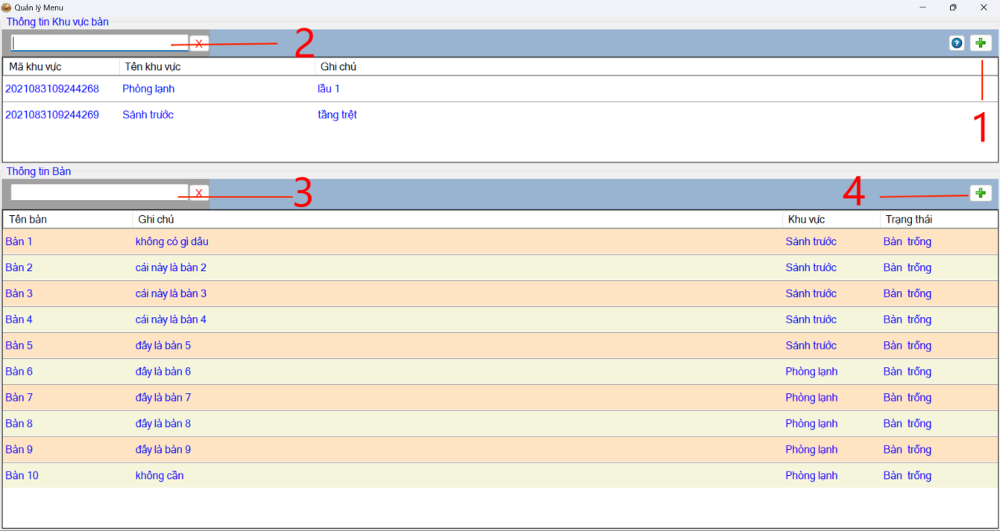 Quản lý Menu
Thông tin Khu vực bàn
X 2
Mã khu vực Tên khu vực Ghi chú
2021083109244268 Phòng lạnh lầu 1
2021083109244269 Sảnh trước tầng trệt
1
Thông tin Bàn
X 3 4
Tên bàn Ghi chú Khu vực Trạng thái
Bàn 1 không có gì dâu Sảnh trước Bàn trống
Bàn 2 cái này là bàn 2 Sảnh trước Bàn trống
Bàn 3 cái này là bàn 3 Sảnh trước Bàn trống
Bàn 4 cái này là bàn 4 Sảnh trước Bàn trống
Bàn 5 đây là bàn 5 Sảnh trước Bàn trống
Bàn 6 đây là bàn 6 Phòng lạnh Bàn trống
Bàn 7 đây là bàn 7 Phòng lạnh Bàn trống
Bàn 8 đây là bàn 8 Phòng lạnh Bàn trống
Bàn 9 đây là bàn 9 Phòng lạnh Bàn trống
Bàn 10 không cần Phòng lạnh Bàn trống